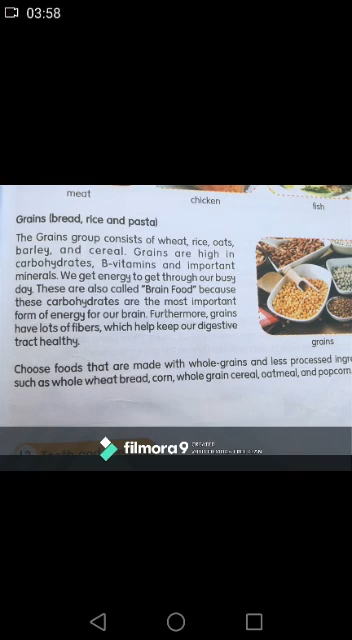 03:58
meat
chicken
fish
Grains (bread, rice and pasta)
The Grains group consists of wheat, rice, oats,
barley, and cereal. Grains are high in
carbohydrates, B-vitamins and important
minerals. We get energy to get through our busy
day. These are also called "Brain Food" because
these carbohydrates are the most important
form of energy for our brain. Furthermore, grains
have lots of fibers, which help keep our digestive
tract healthy.
grains
Choose foods that are made with whole-grains and less processed ingre
such as whole wheat bread, corn, whole grain cereal, oatmeal, and popcorn
filmora9
CREATED